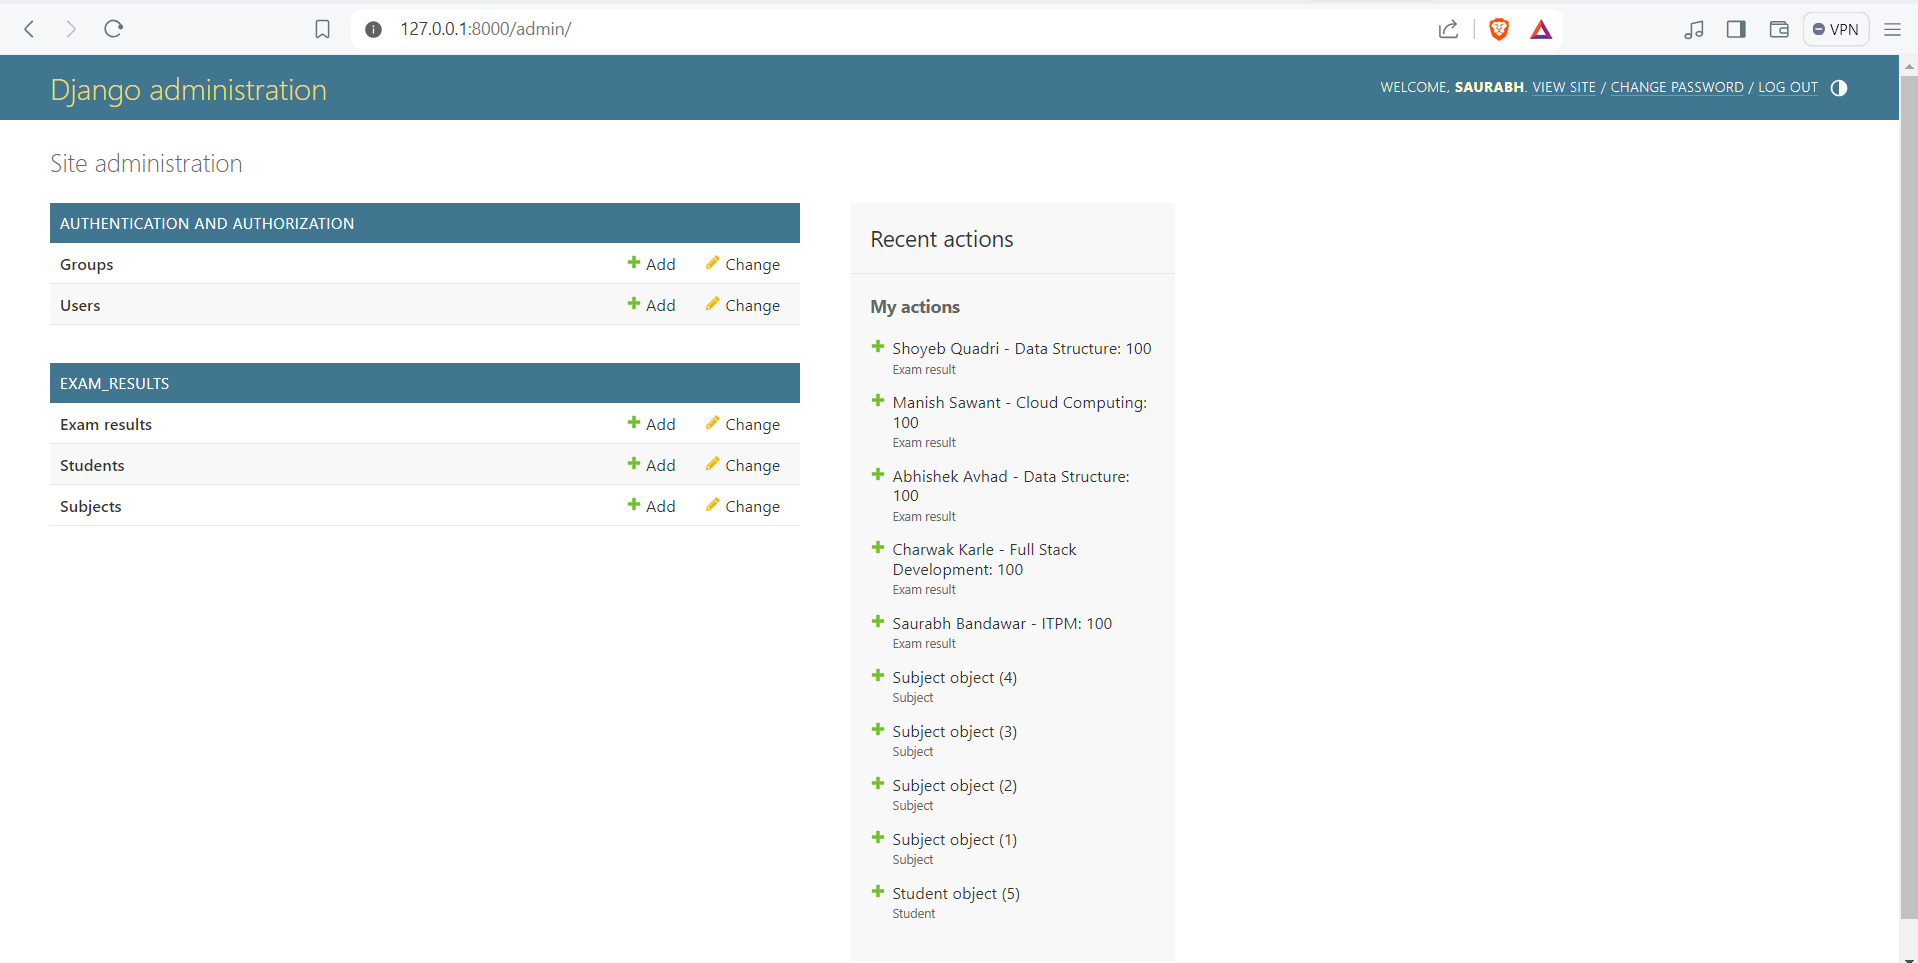 127.0.0.1:8000/admin/
VPN
Django administration
WELCOME, SAURABH. VIEW SITE / CHANGE PASSWORD / LOG OUT
Site administration
AUTHENTICATION AND AUTHORIZATION
Groups Add Change
Users Add Change
EXAM_RESULTS
Exam results Add Change
Students Add Change
Subjects Add Change
Recent actions
My actions
Shoyeb Quadri - Data Structure: 100
Exam result
Manish Sawant - Cloud Computing:
100
Exam result
Abhishek Avhad - Data Structure:
100
Exam result
Charwak Karle - Full Stack
Development: 100
Exam result
Saurabh Bandawar - ITPM: 100
Exam result
Subject object (4)
Subject
Subject object (3)
Subject
Subject object (2)
Subject
Subject object (1)
Subject
Student object (5)
Student